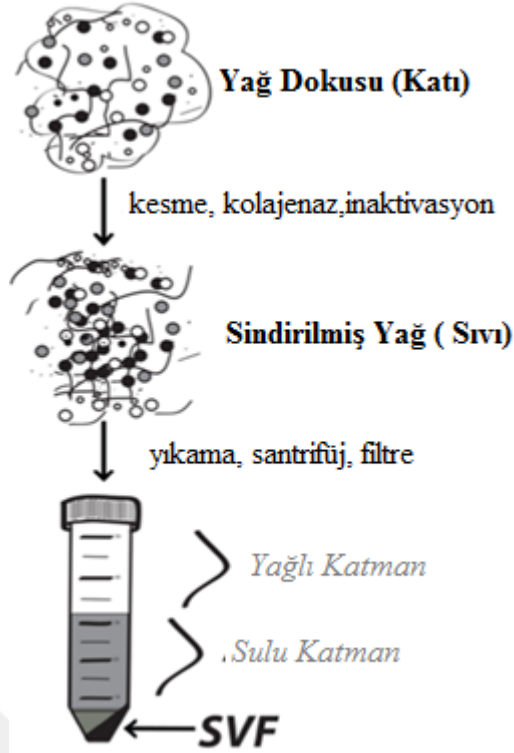 Yağ Dokusu (Katı)
kesme, kolajenaz,inaktivasyon
Sindirilmiş Yağ ( Sıvı)
yıkama, santrifüj, filtre
Yağlı Katman
.Sulu Katman
SVF